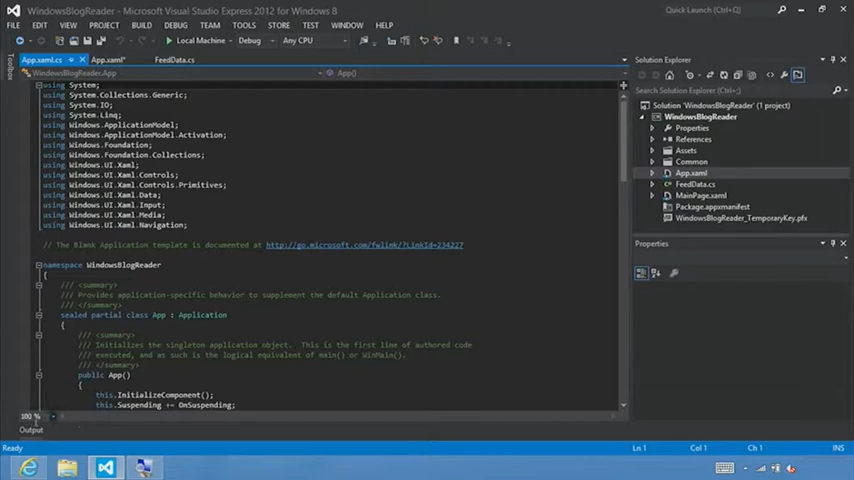 WindowsBlogReader - Microsoft Visual Studio Express 2012 for Windows 8
Quick Launch (Ctrl+Q)
FILE EDIT VIEW PROJECT BUILD DEBUG TEAM TOOLS STORE TEST WINDOW HELP
Local Machine Debug Any CPU
App.xaml.cs App.xaml* FeedData.cs
WindowsBlogReader.App App()
Toolbox
using System;
using System.Collections.Generic;
using System.IO;
using System.Linq;
using Windows.ApplicationModel;
using Windows.ApplicationModel.Activation;
using Windows.Foundation;
using Windows.Foundation.Collections;
using Windows.UI.Xaml;
using Windows.UI.Xaml.Controls;
using Windows.UI.Xaml.Controls.Primitives;
using Windows.UI.Xaml.Data;
using Windows.UI.Xaml.Input;
using Windows.UI.Xaml.Media;
using Windows.UI.Xaml.Navigation;
// The Blank Application template is documented at http://go.microsoft.com/fwlink/?LinkId=234227
namespace WindowsBlogReader
{
/// <summary>
/// Provides application-specific behavior to supplement the default Application class.
/// </summary>
sealed partial class App : Application
{
/// <summary>
/// Initializes the singleton application object. This is the first line of authored code
/// executed, and as such is the logical equivalent of main() or WinMain().
/// </summary>
public App()
{
this.InitializeComponent();
this.Suspending += OnSuspending;
100 %
Output
Solution Explorer
Search Solution Explorer (Ctrl+;)
Solution 'WindowsBlogReader' (1 project)
WindowsBlogReader
Properties
References
Assets
Common
App.xaml
FeedData.cs
MainPage.xaml
Package.appxmanifest
WindowsBlogReader_TemporaryKey.pfx
Properties
Ready Ln 1 Col 1 Ch 1 INS